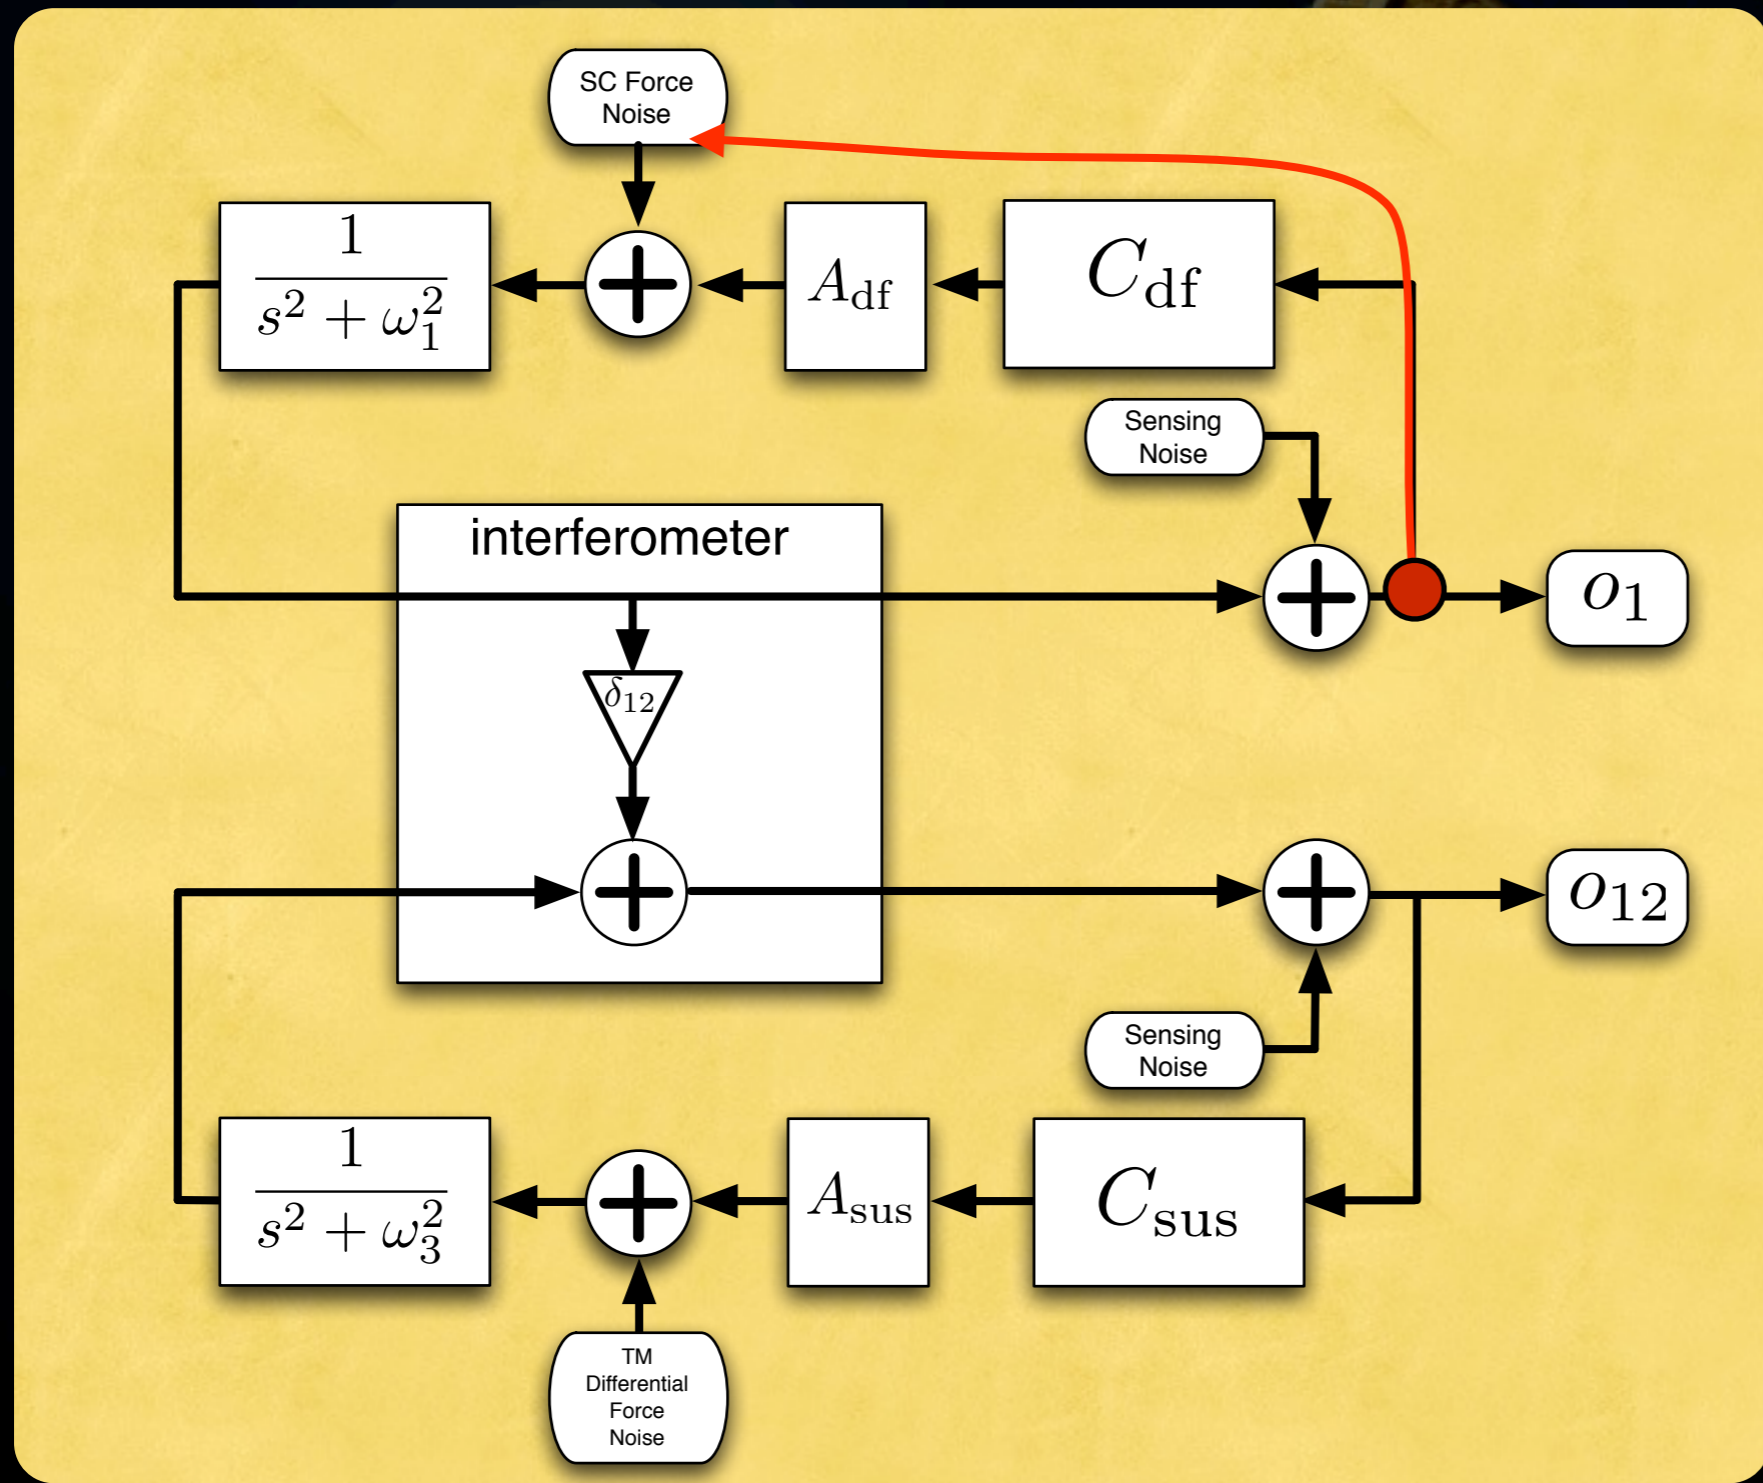 SC Force
Noise
1
s² + ω₁²
A_df
C_df
Sensing
Noise
interferometer
δ₁₂
o₁
o₁₂
Sensing
Noise
1
s² + ω₃²
A_sus
C_sus
TM
Differential
Force
Noise